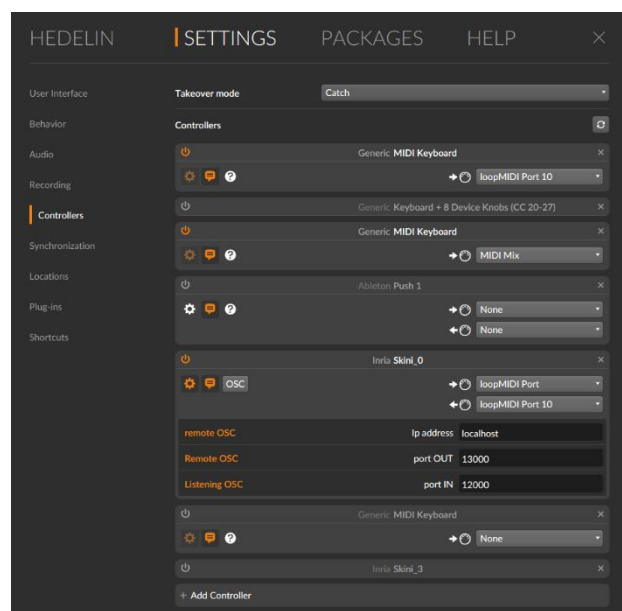 HEDELIN SETTINGS PACKAGES HELP
User Interface
Behavior
Audio
Recording
Controllers
Synchronization
Locations
Plug-ins
Shortcuts
Takeover mode Catch
Controllers
Generic MIDI Keyboard
loopMIDI Port 10
Generic Keyboard + 8 Device Knobs (CC 20-27)
Generic MIDI Keyboard
MIDI Mix
Ableton Push 1
None
None
Inria Skini_0
OSC loopMIDI Port
loopMIDI Port 10
remote OSC Ip address localhost
Remote OSC port OUT 13000
Listening OSC port IN 12000
Generic MIDI Keyboard
None
Inria Skini_3
+ Add Controller